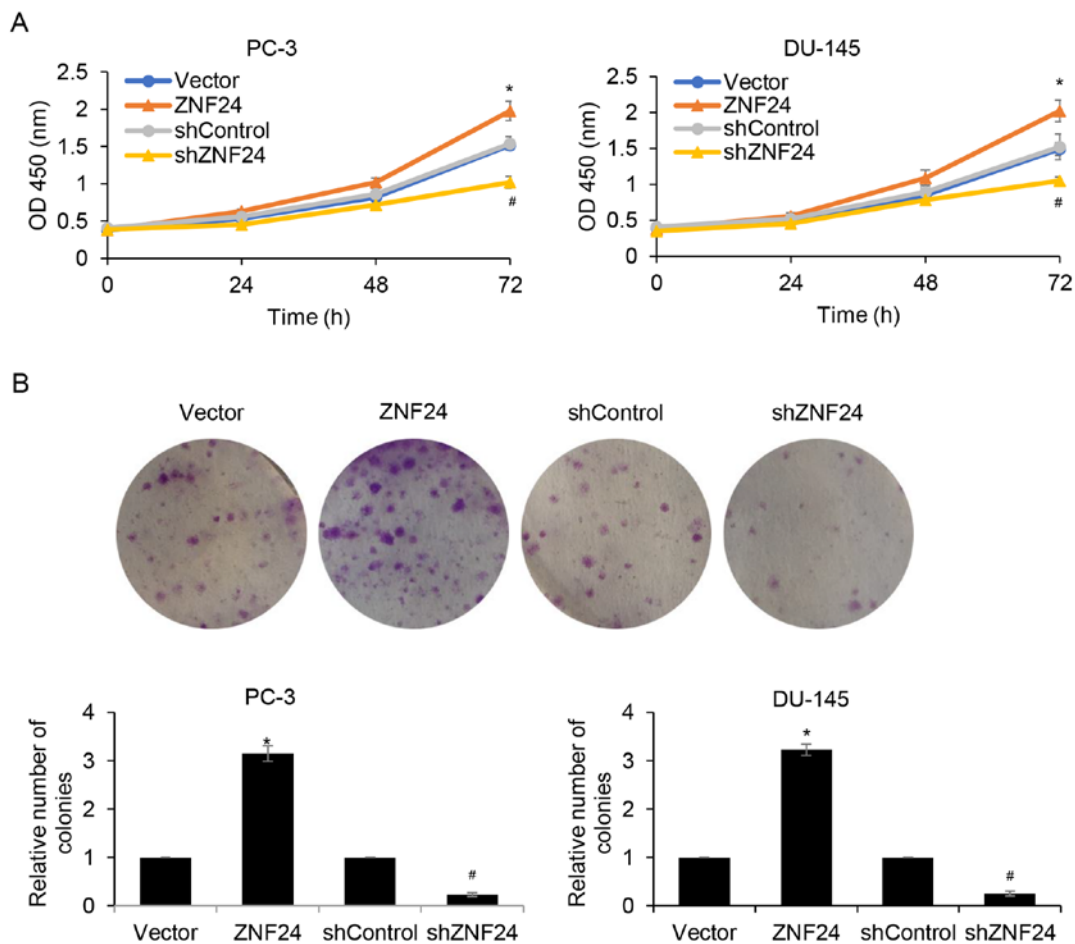 A
PC-3
2.5
2
1.5
1
0.5
0
OD 450 (nm)
Vector
ZNF24
shControl
shZNF24
*
#
0 24 48 72
Time (h)
DU-145
2.5
2
1.5
1
0.5
0
OD 450 (nm)
Vector
ZNF24
shControl
shZNF24
*
#
0 24 48 72
Time (h)
B
Vector ZNF24 shControl shZNF24
PC-3
4
3
2
1
0
Relative number of
colonies
*
#
Vector ZNF24 shControl shZNF24
DU-145
4
3
2
1
0
Relative number of
colonies
*
#
Vector ZNF24 shControl shZNF24